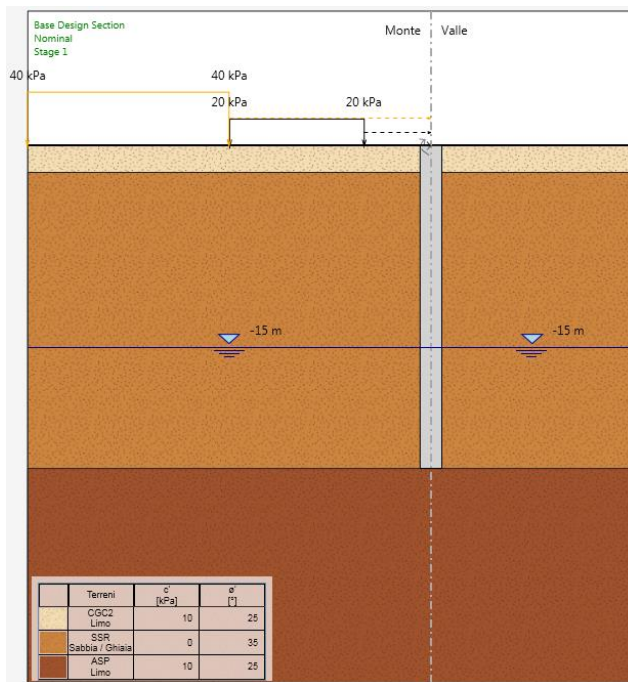 Base Design Section
Nominal
Stage 1
Monte
Valle
40 kPa
40 kPa
20 kPa
20 kPa
-15 m
-15 m
Terreni
c'
[kPa]
ø'
[°]
CGC2
Limo
10
25
SSR
Sabbia / Ghiaia
0
35
ASP
Limo
10
25